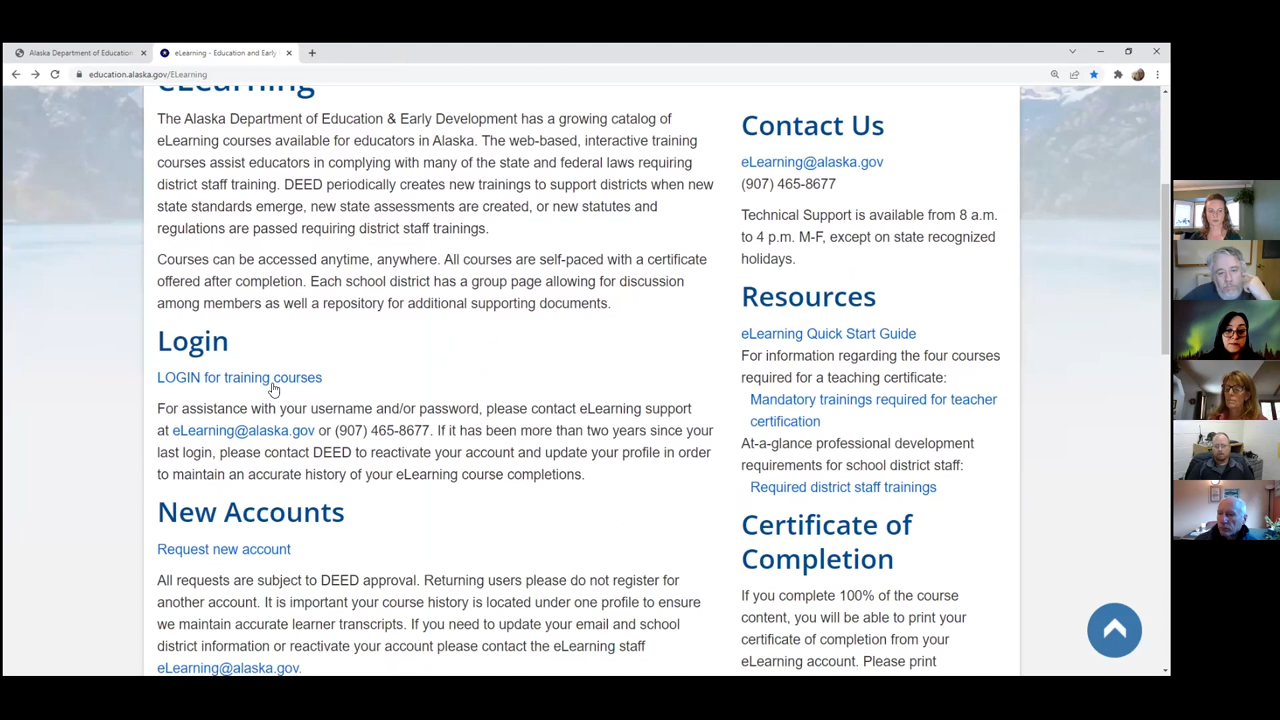 Alaska Department of Education
eLearning - Education and Early
education.alaska.gov/ELearning
eLearning
The Alaska Department of Education & Early Development has a growing catalog of
eLearning courses available for educators in Alaska. The web-based, interactive training
courses assist educators in complying with many of the state and federal laws requiring
district staff training. DEED periodically creates new trainings to support districts when new
state standards emerge, new state assessments are created, or new statutes and
regulations are passed requiring district staff trainings.
Courses can be accessed anytime, anywhere. All courses are self-paced with a certificate
offered after completion. Each school district has a group page allowing for discussion
among members as well a repository for additional supporting documents.
Login
LOGIN for training courses
For assistance with your username and/or password, please contact eLearning support
at eLearning@alaska.gov or (907) 465-8677. If it has been more than two years since your
last login, please contact DEED to reactivate your account and update your profile in order
to maintain an accurate history of your eLearning course completions.
New Accounts
Request new account
All requests are subject to DEED approval. Returning users please do not register for
another account. It is important your course history is located under one profile to ensure
we maintain accurate learner transcripts. If you need to update your email and school
district information or reactivate your account please contact the eLearning staff
eLearning@alaska.gov.
Contact Us
eLearning@alaska.gov
(907) 465-8677
Technical Support is available from 8 a.m.
to 4 p.m. M-F, except on state recognized
holidays.
Resources
eLearning Quick Start Guide
For information regarding the four courses
required for a teaching certificate:
Mandatory trainings required for teacher
certification
At-a-glance professional development
requirements for school district staff:
Required district staff trainings
Certificate of
Completion
If you complete 100% of the course
content, you will be able to print your
certificate of completion from your
eLearning account. Please print